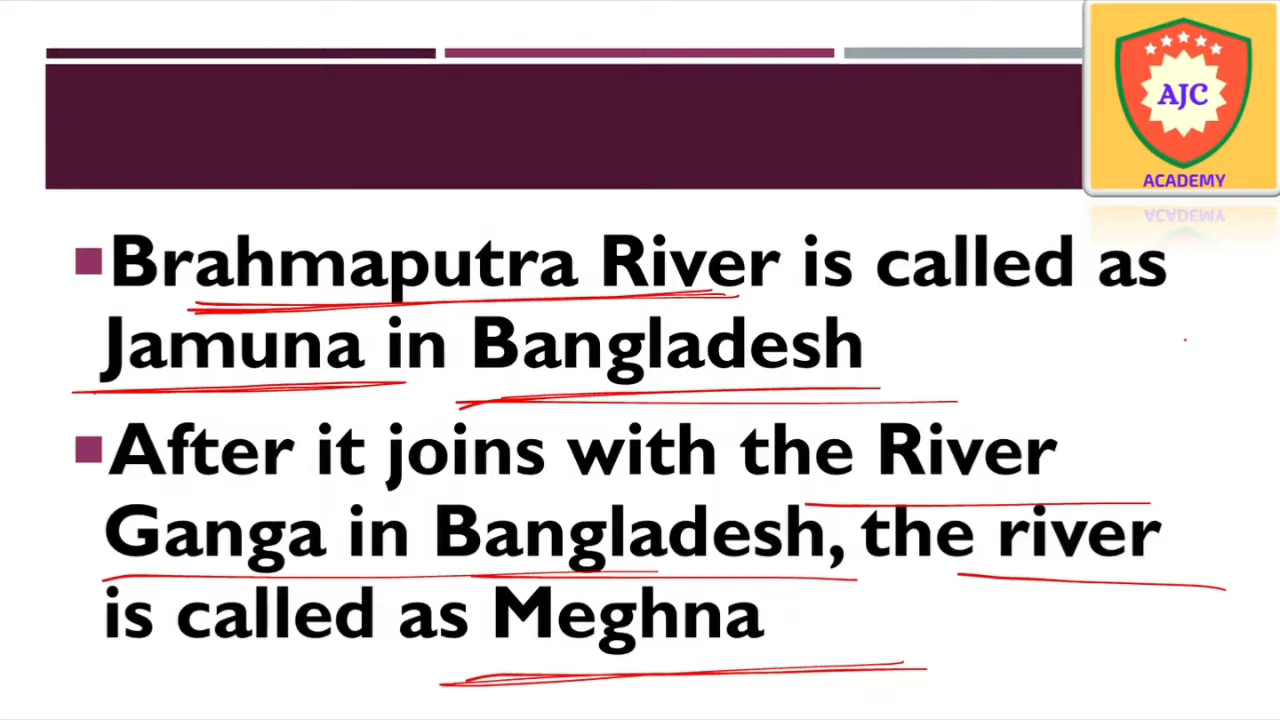 AJC
ACADEMY
Brahmaputra River is called as
Jamuna in Bangladesh
After it joins with the River
Ganga in Bangladesh, the river
is called as Meghna